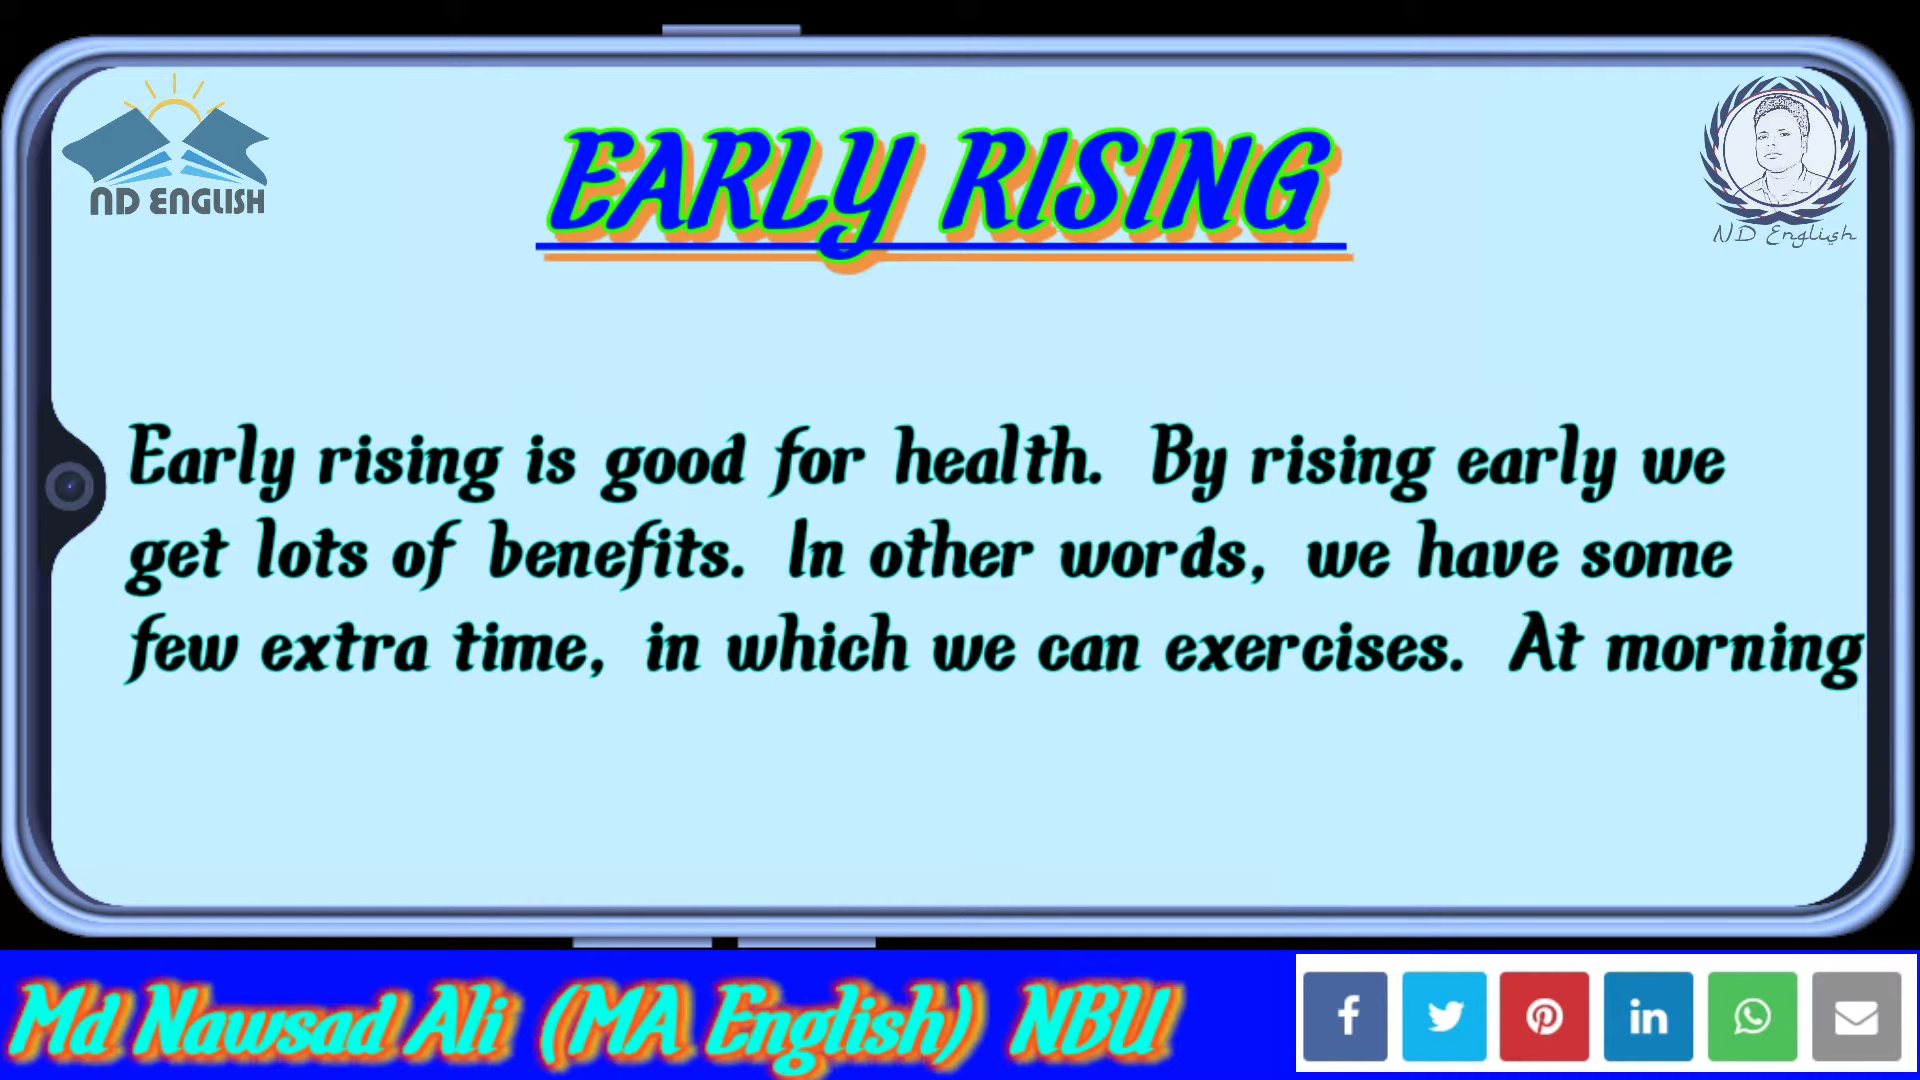 ND ENGLISH
EARLY RISING
ND English
Early rising is good for health. By rising early we
get lots of benefits. In other words, we have some
few extra time, in which we can exercises. At morning
Md Nawsad Ali (MA English) NBU